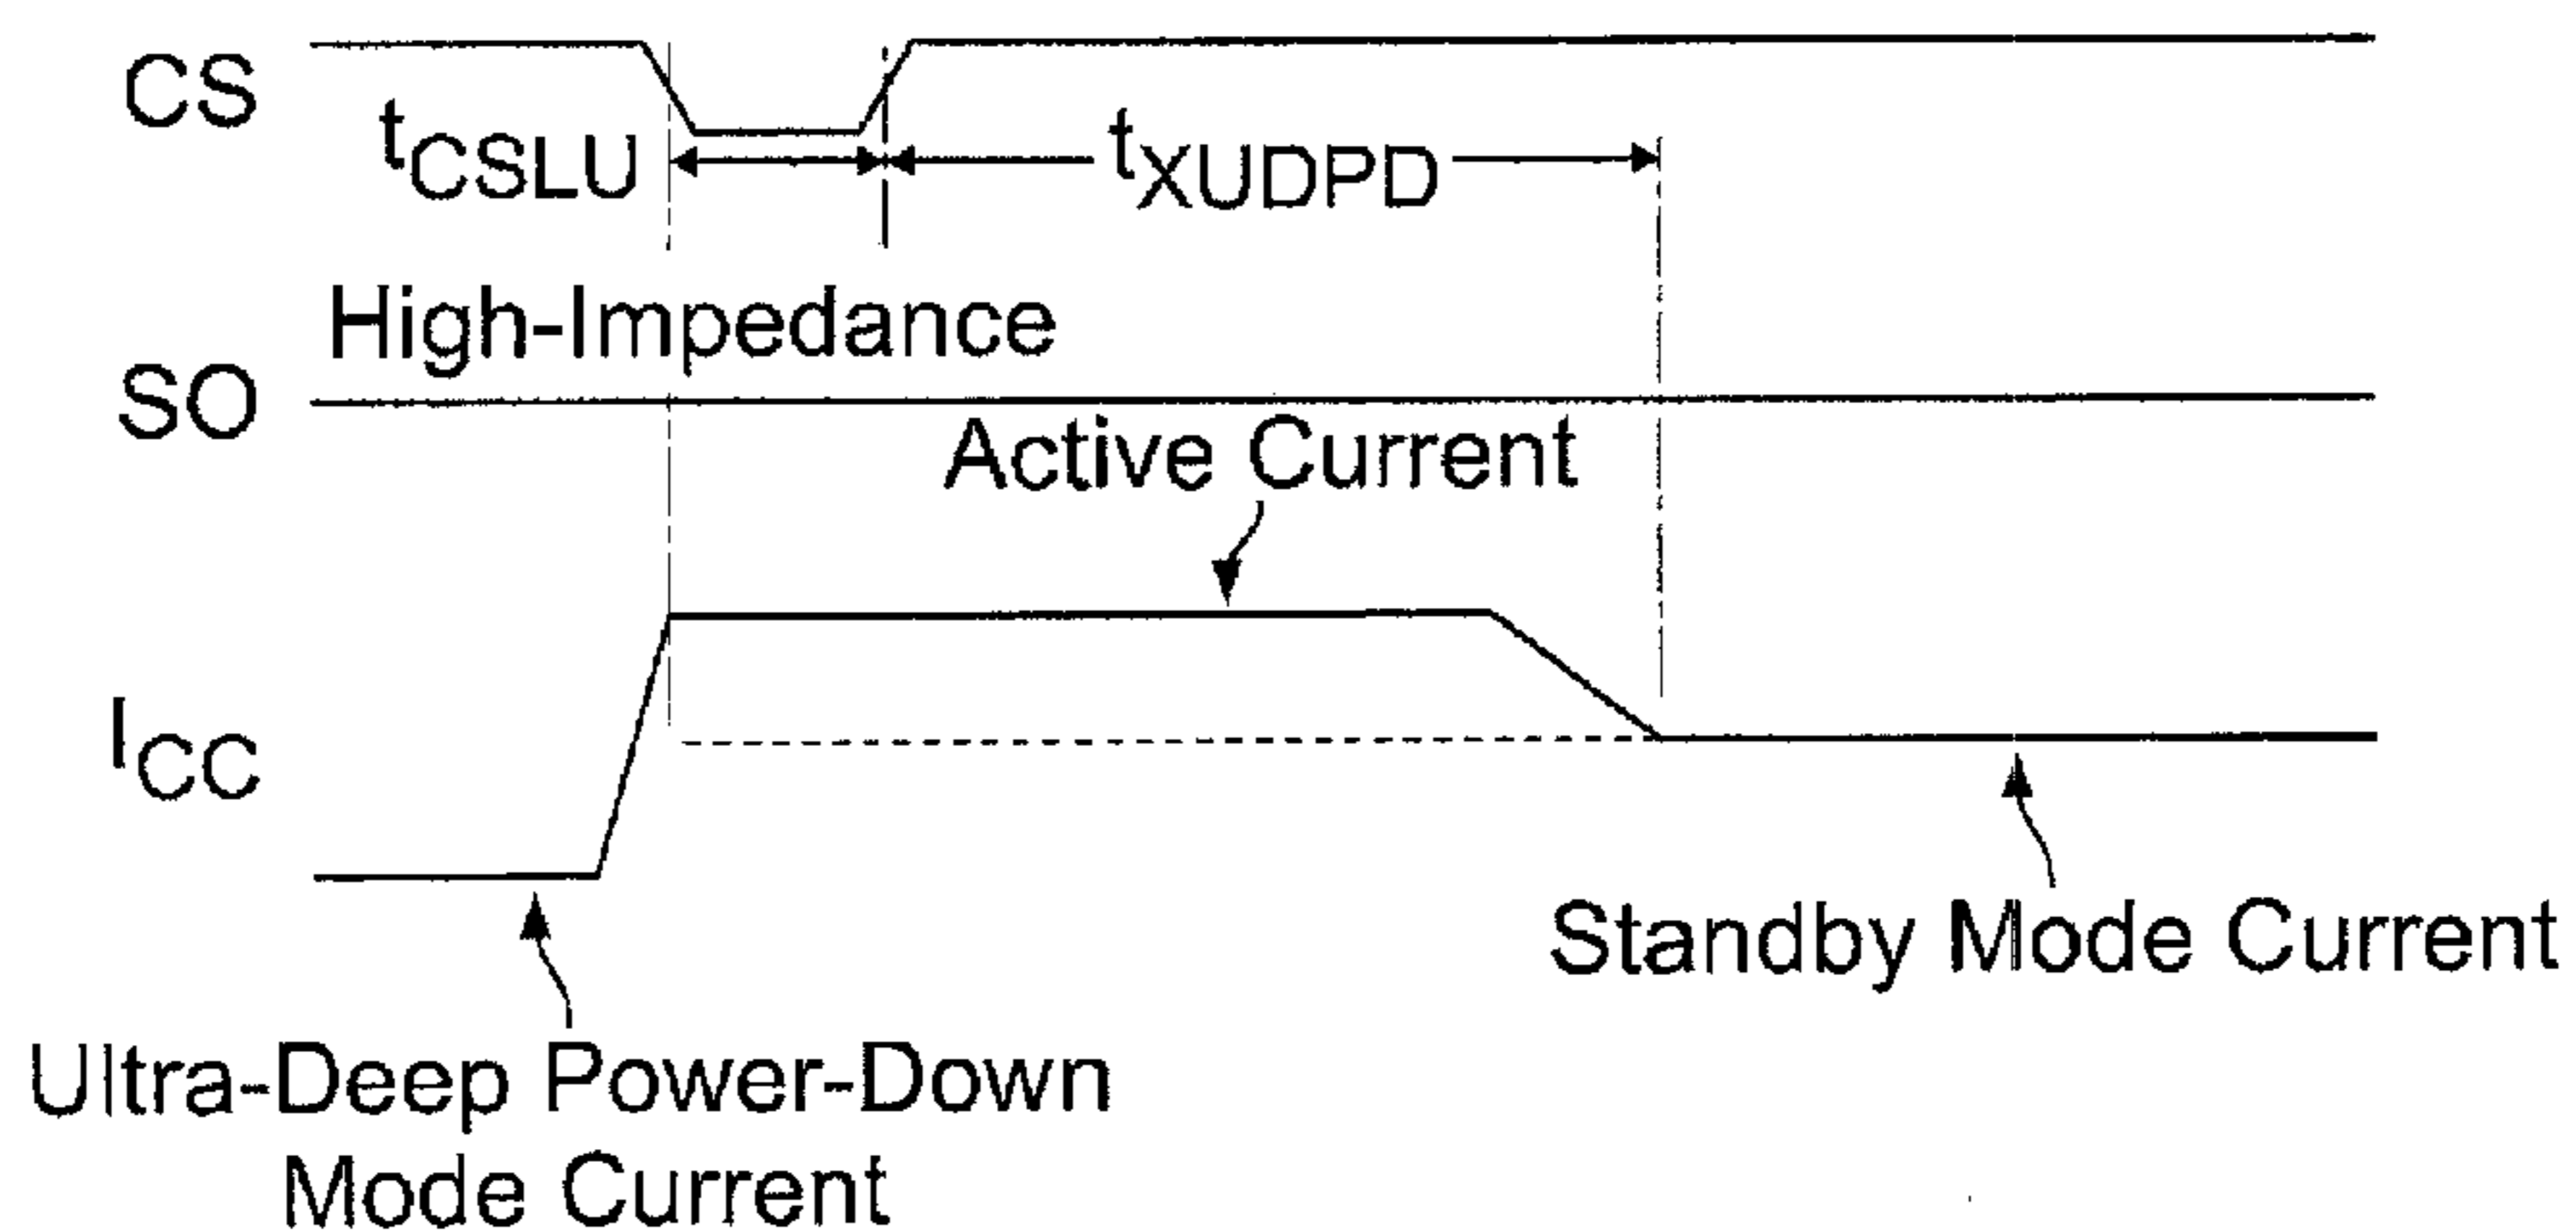 CS
tCSLU
tXUDPD
High-Impedance
SO
Active Current
ICC
Standby Mode Current
Ultra-Deep Power-Down
Mode Current